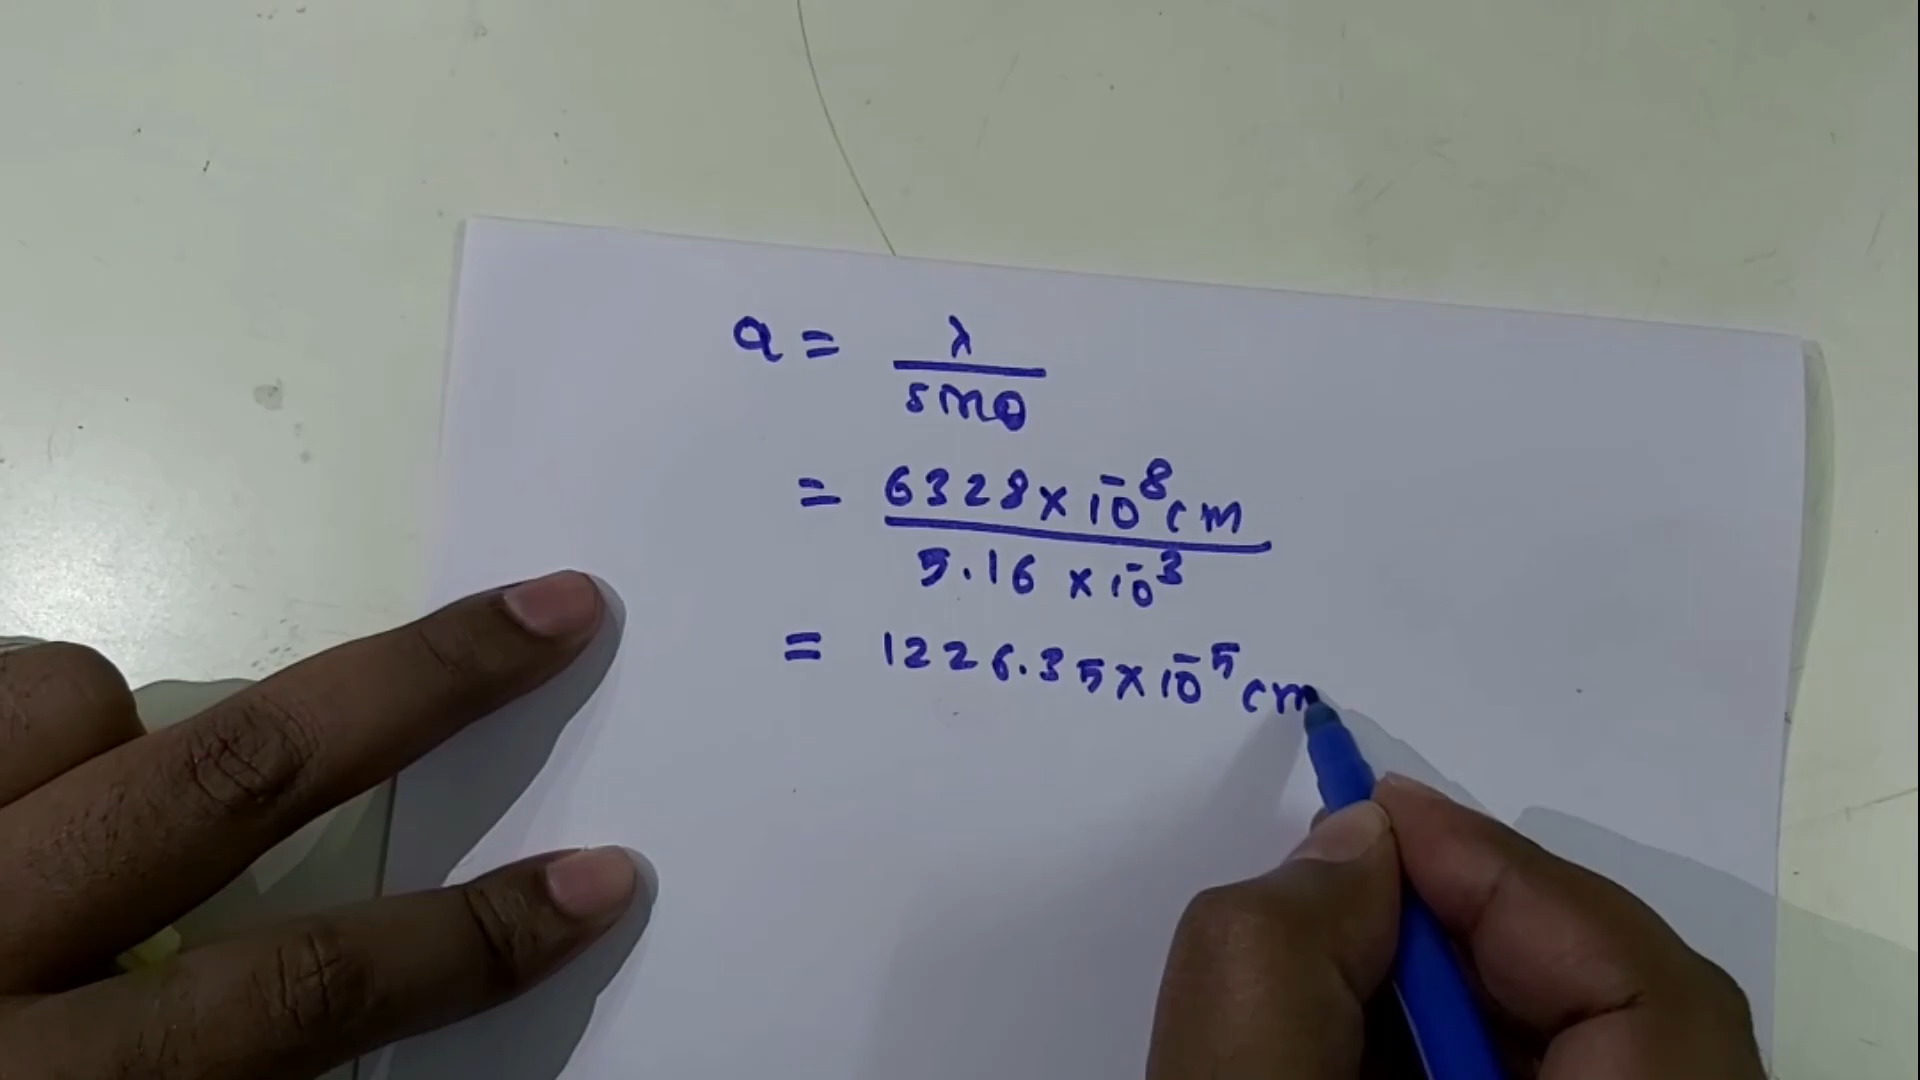 a = λ / sinθ
= 6328 × 10⁻⁸ cm / 5.16 × 10⁻³
= 1226.35 × 10⁻⁵ cm